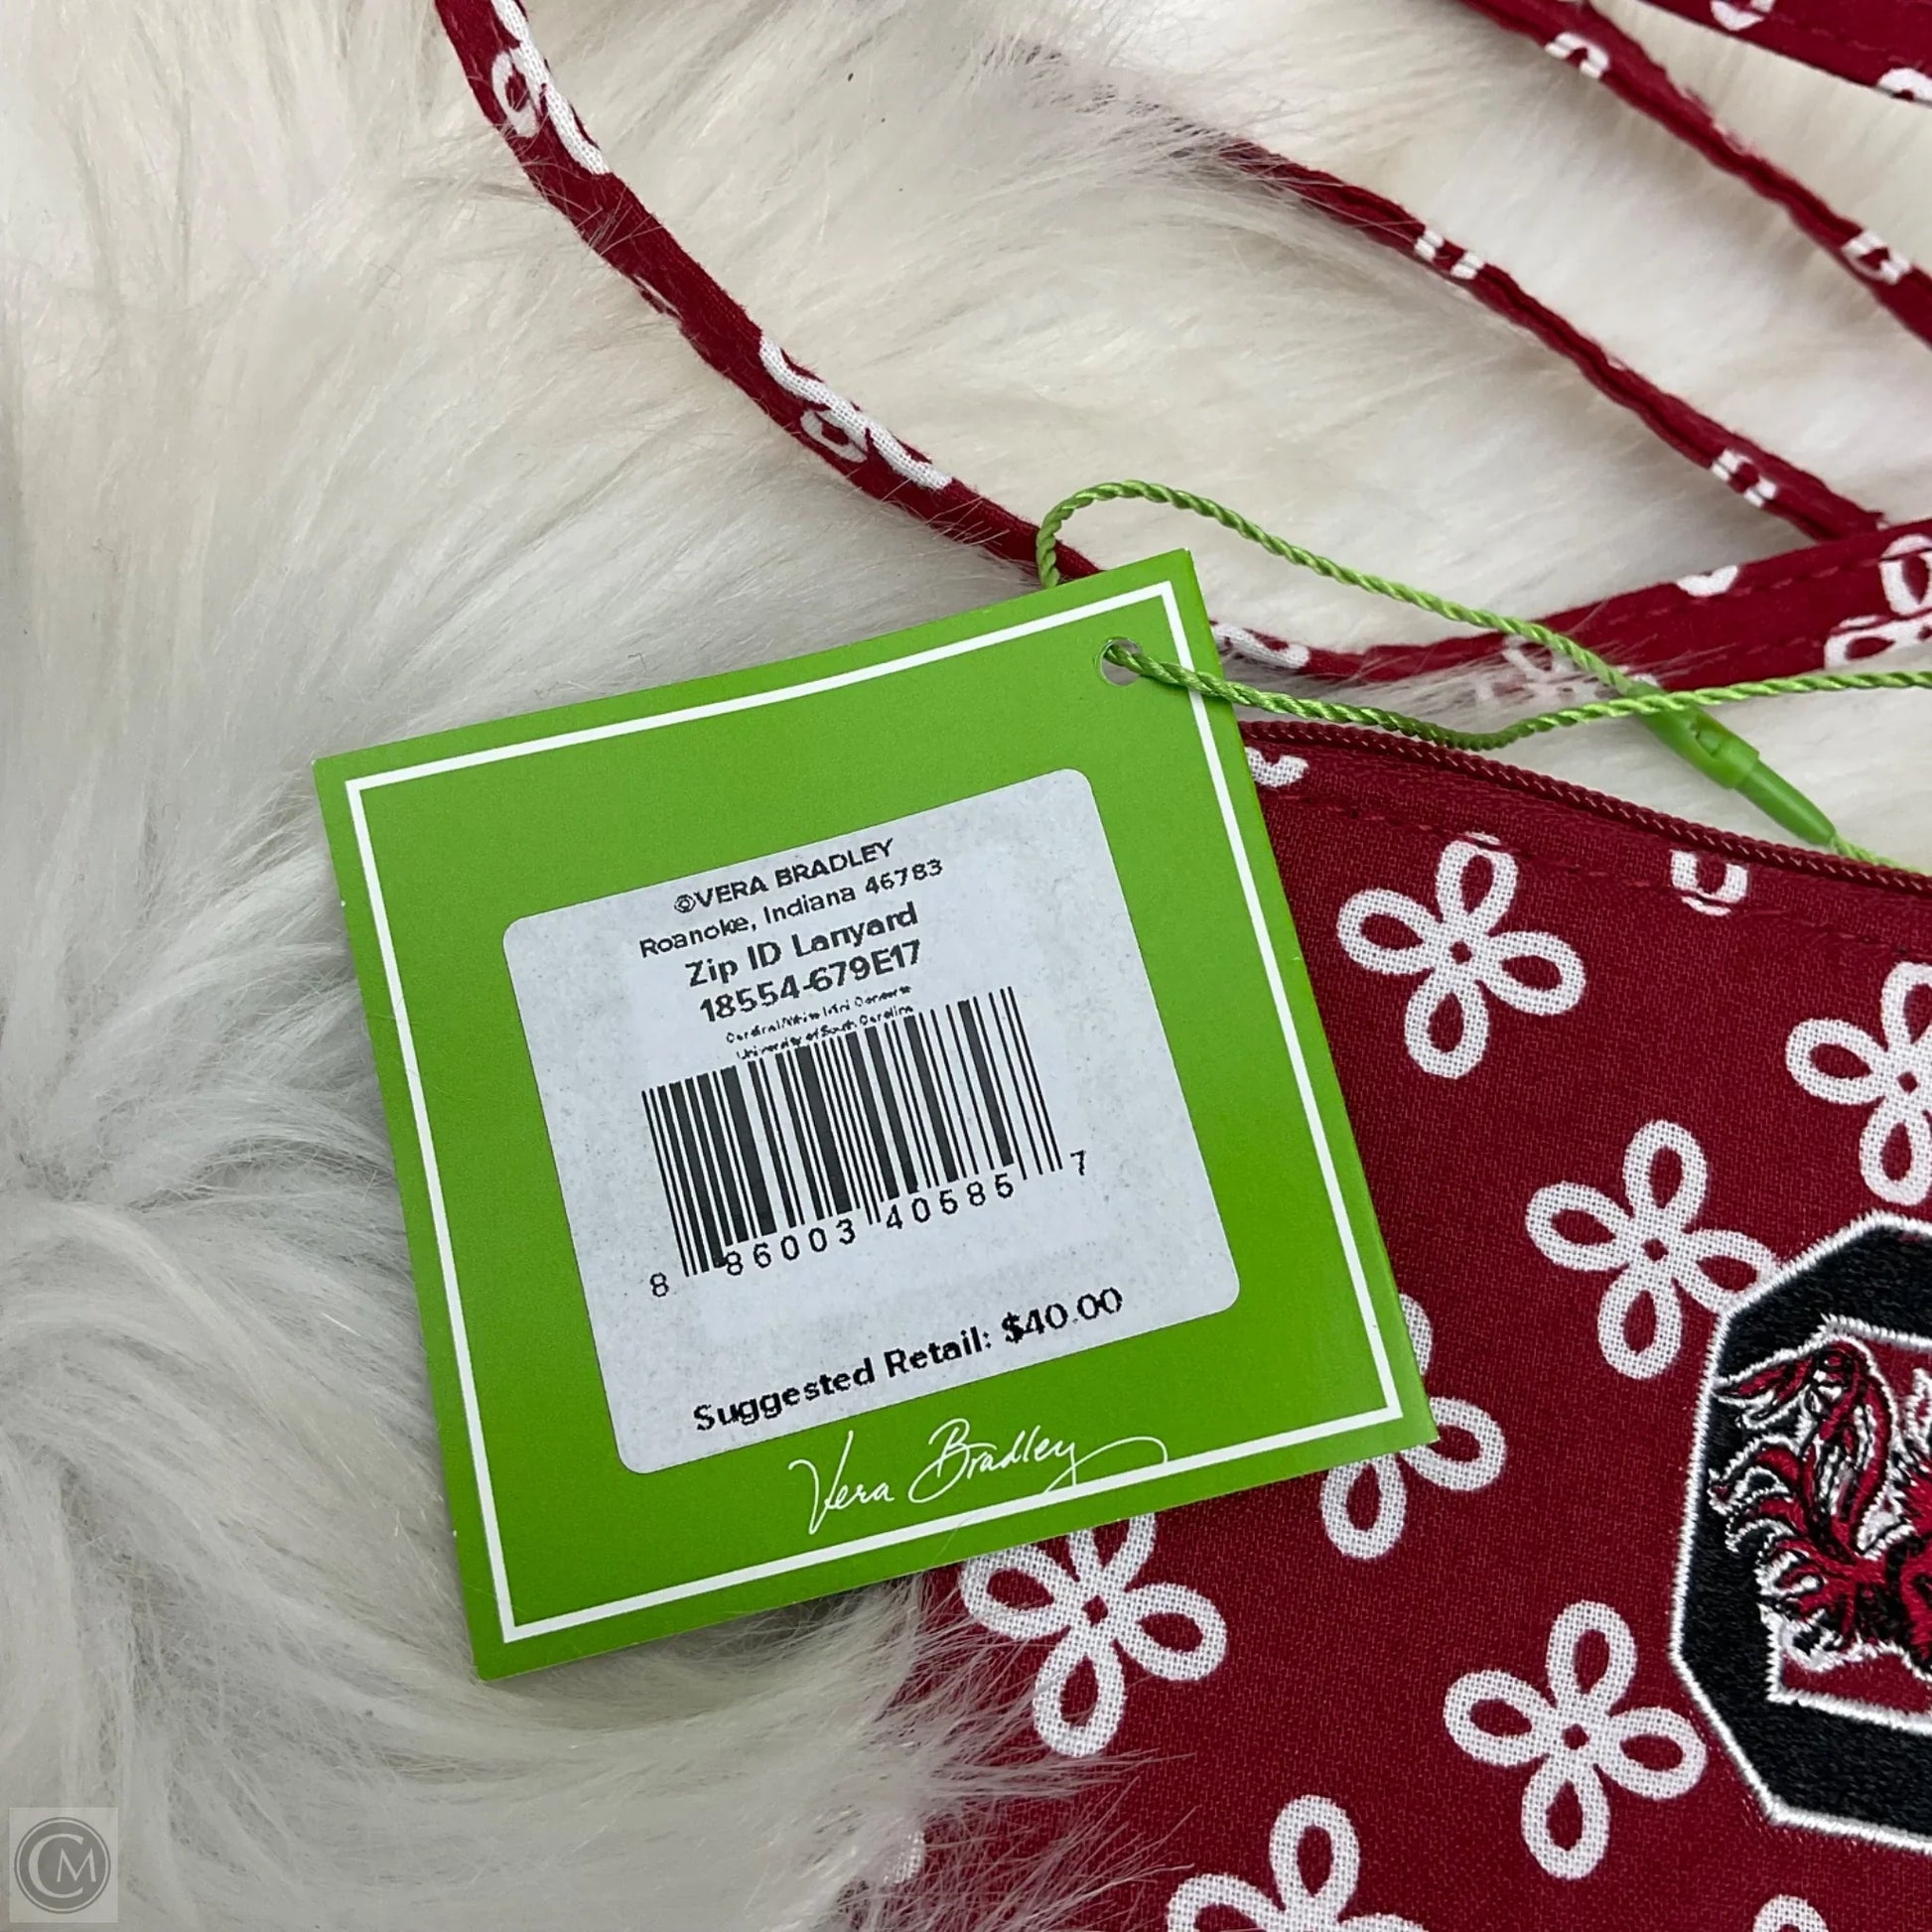 ©VERA BRADLEY
Roanoke, Indiana 46783
Zip ID Lanyard
18554-679E17
Cardinal/White Mini Concerto
University of South Carolina
8 86003 40585 7
Suggested Retail: $40.00
Vera Bradley
CM